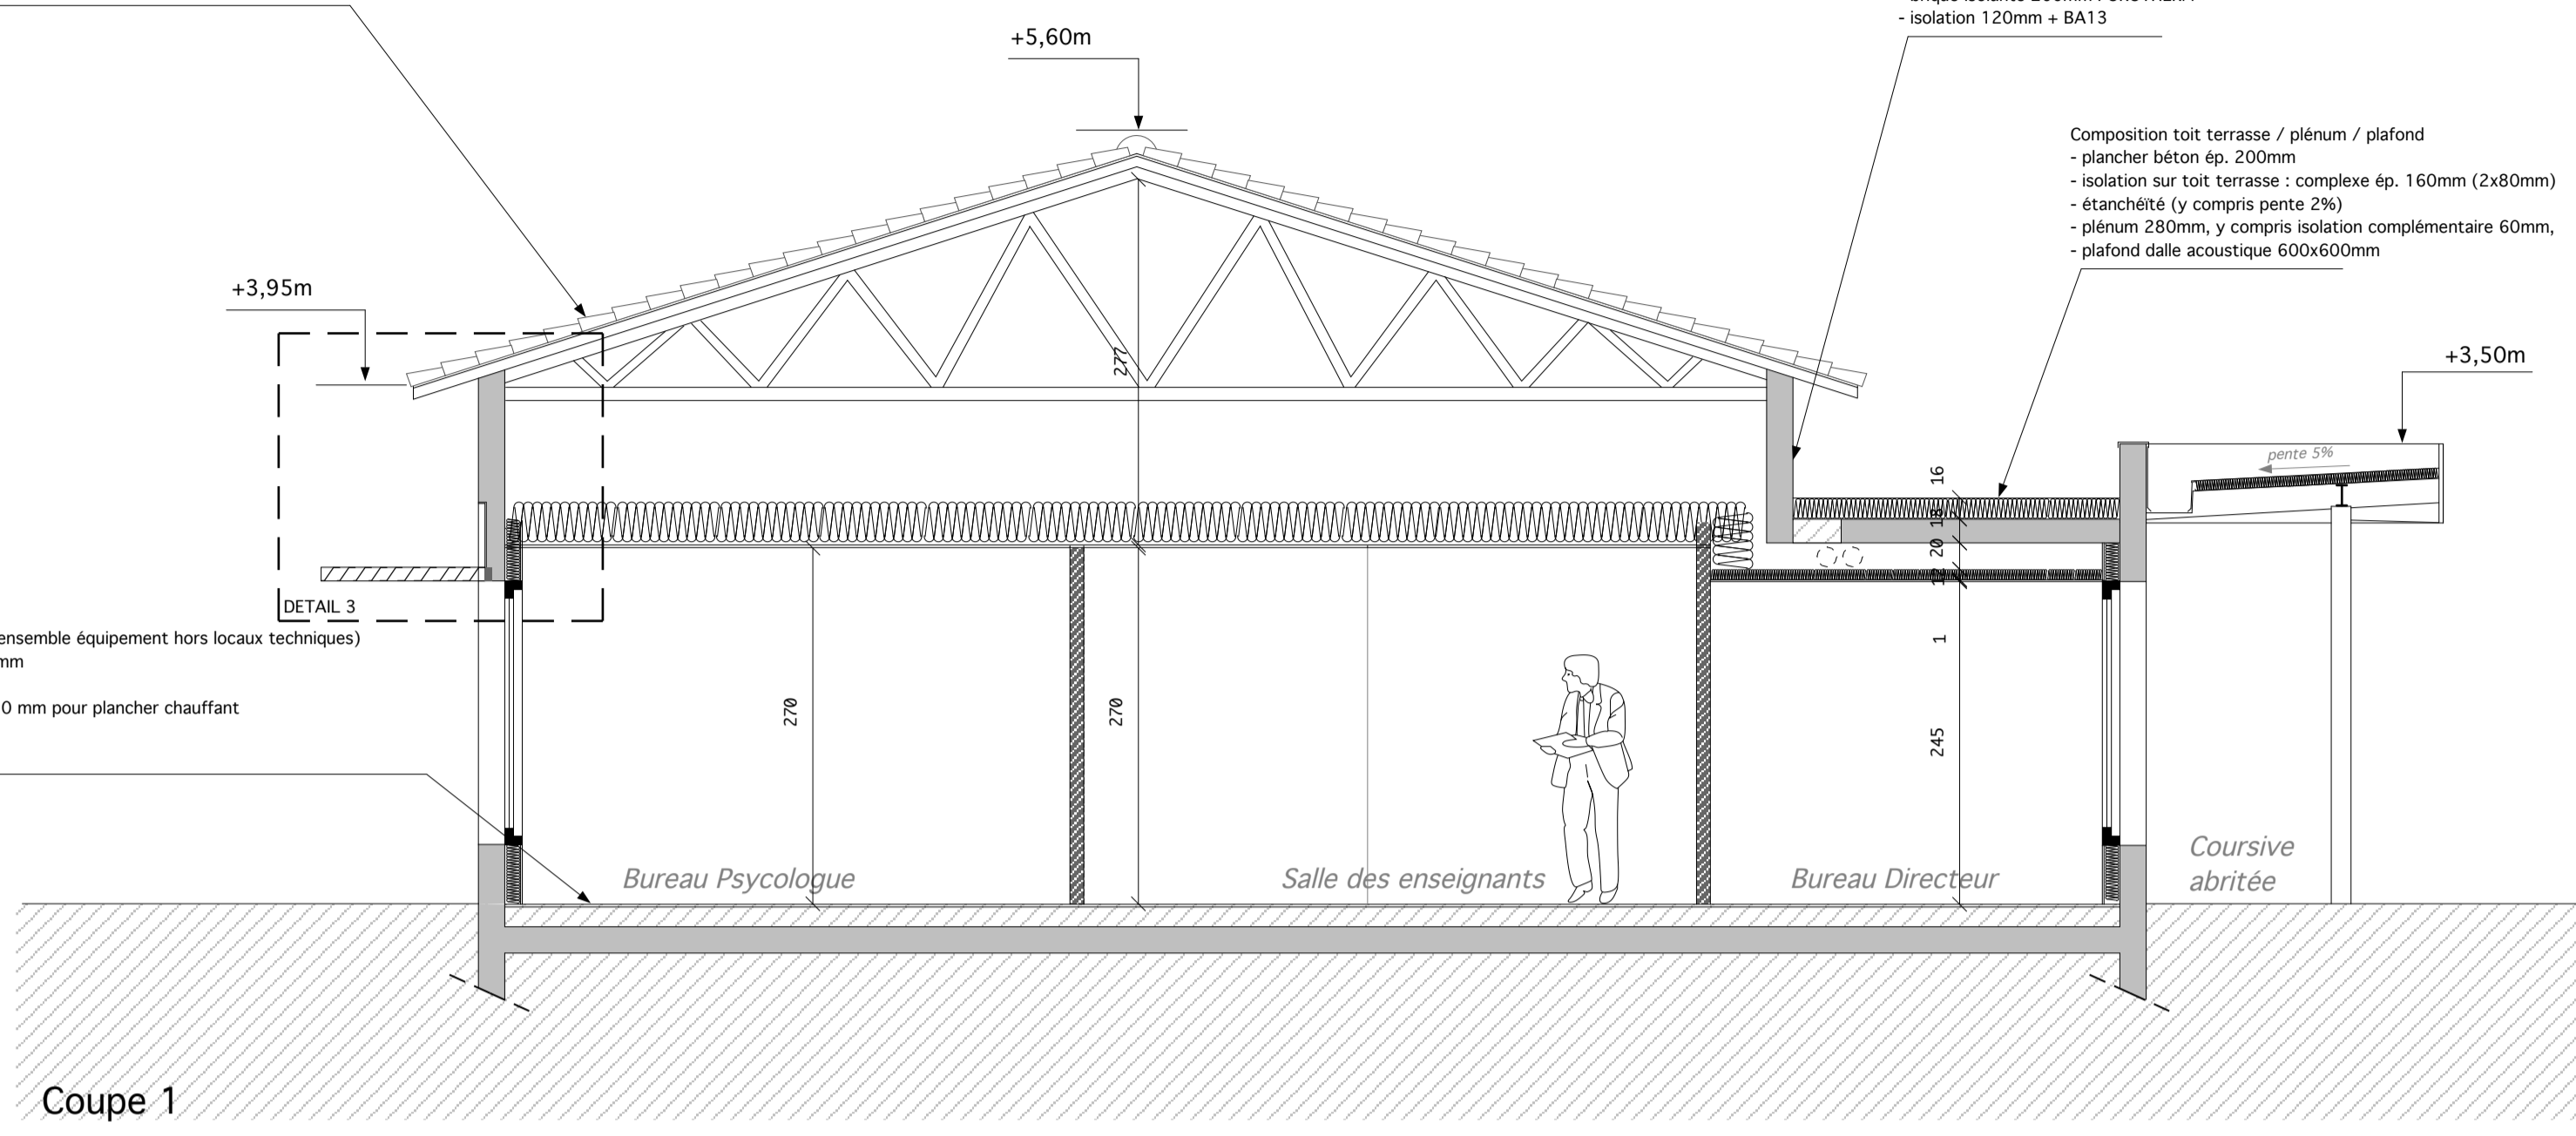 - isolation 120mm + BA13
+5,60m
Composition toit terrasse / plénum / plafond
- plancher béton ép. 200mm
- isolation sur toit terrasse : complexe ép. 160mm (2x80mm)
- étanchéïté (y compris pente 2%)
- plénum 280mm, y compris isolation complémentaire 60mm,
- plafond dalle acoustique 600x600mm
+3,95m
+3,50m
277
pente 5%
16
18
20
12
DETAIL 3
ensemble équipement hors locaux techniques)
mm
1
0 mm pour plancher chauffant
270
270
245
Bureau Psycologue
Salle des enseignants
Bureau Directeur
Coursive
abritée
Coupe 1